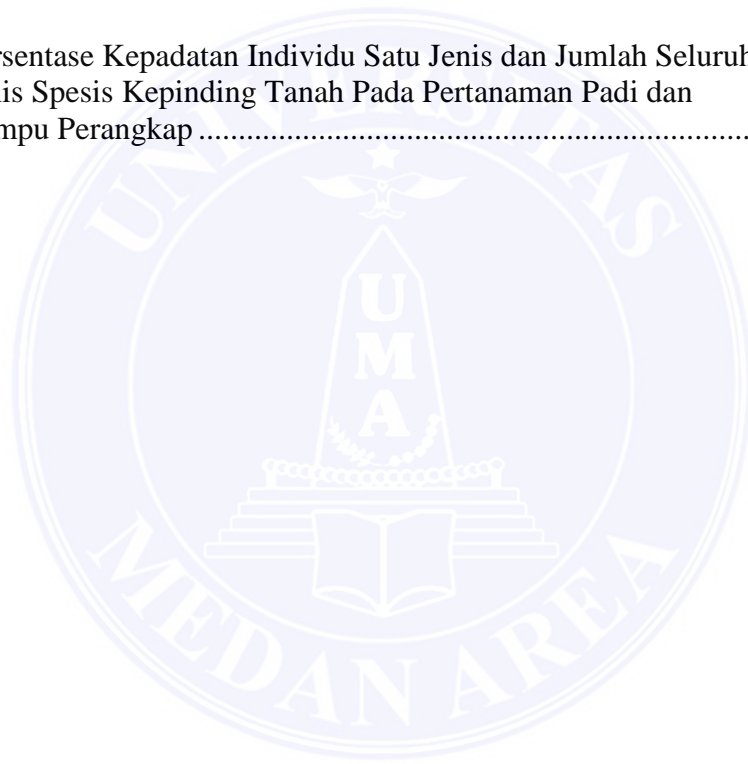 rsentase Kepadatan Individu Satu Jenis dan Jumlah Seluruh
is Spesis Kepinding Tanah Pada Pertanaman Padi dan
mpu Perangkap ......................................................................
UNIVERSITAS
UMA
MEDAN AREA